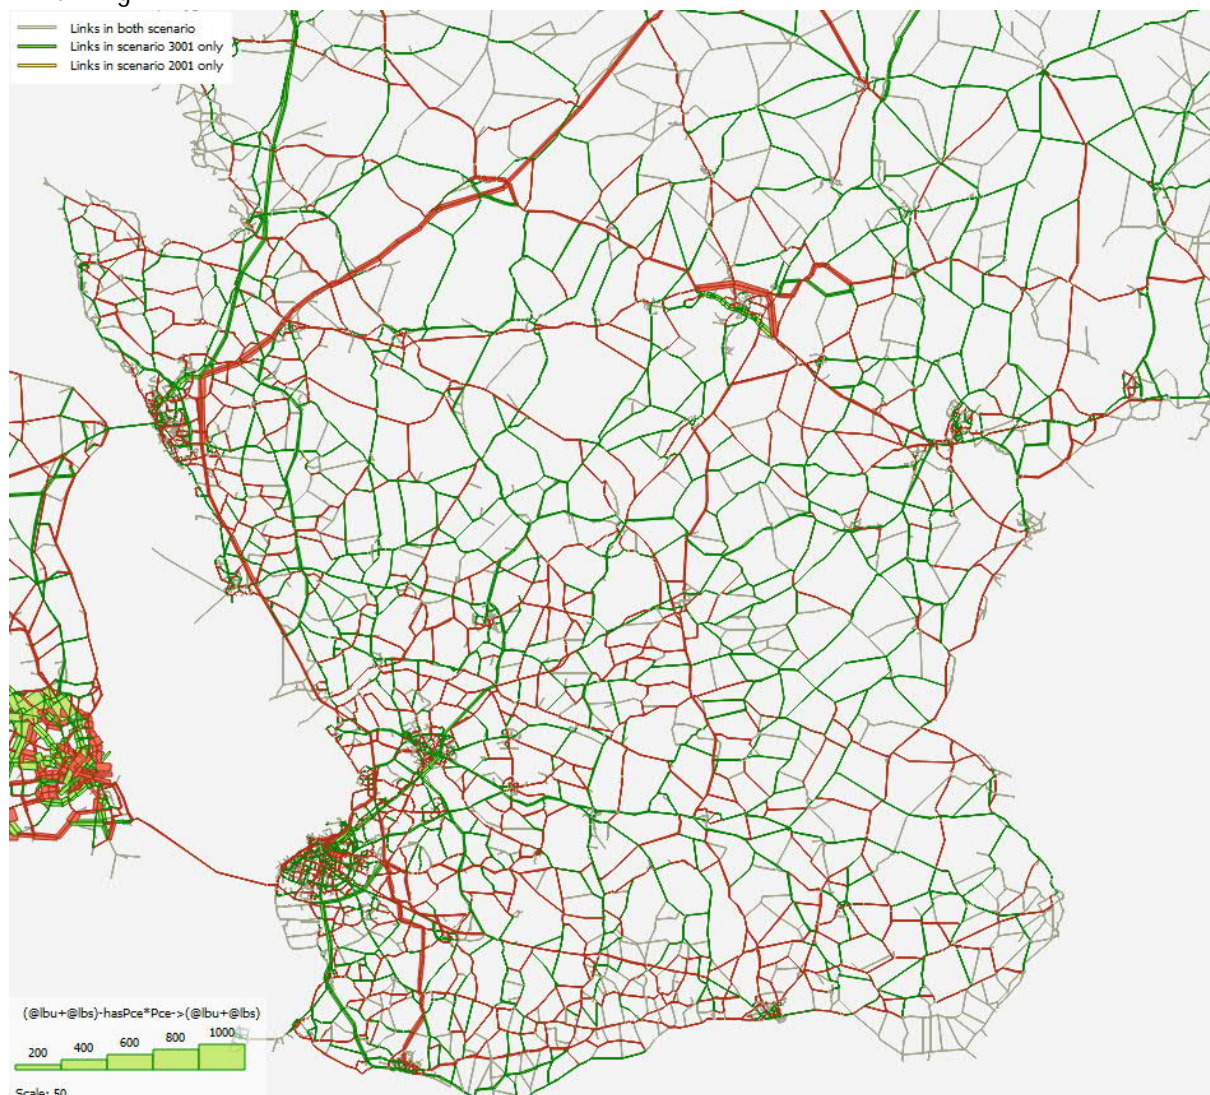 Links in both scenario
Links in scenario 3001 only
Links in scenario 2001 only
(@lbu+@lbs)-hasPce*Pce->(@lbu+@lbs)
200 400 600 800 1000
Scale: 50